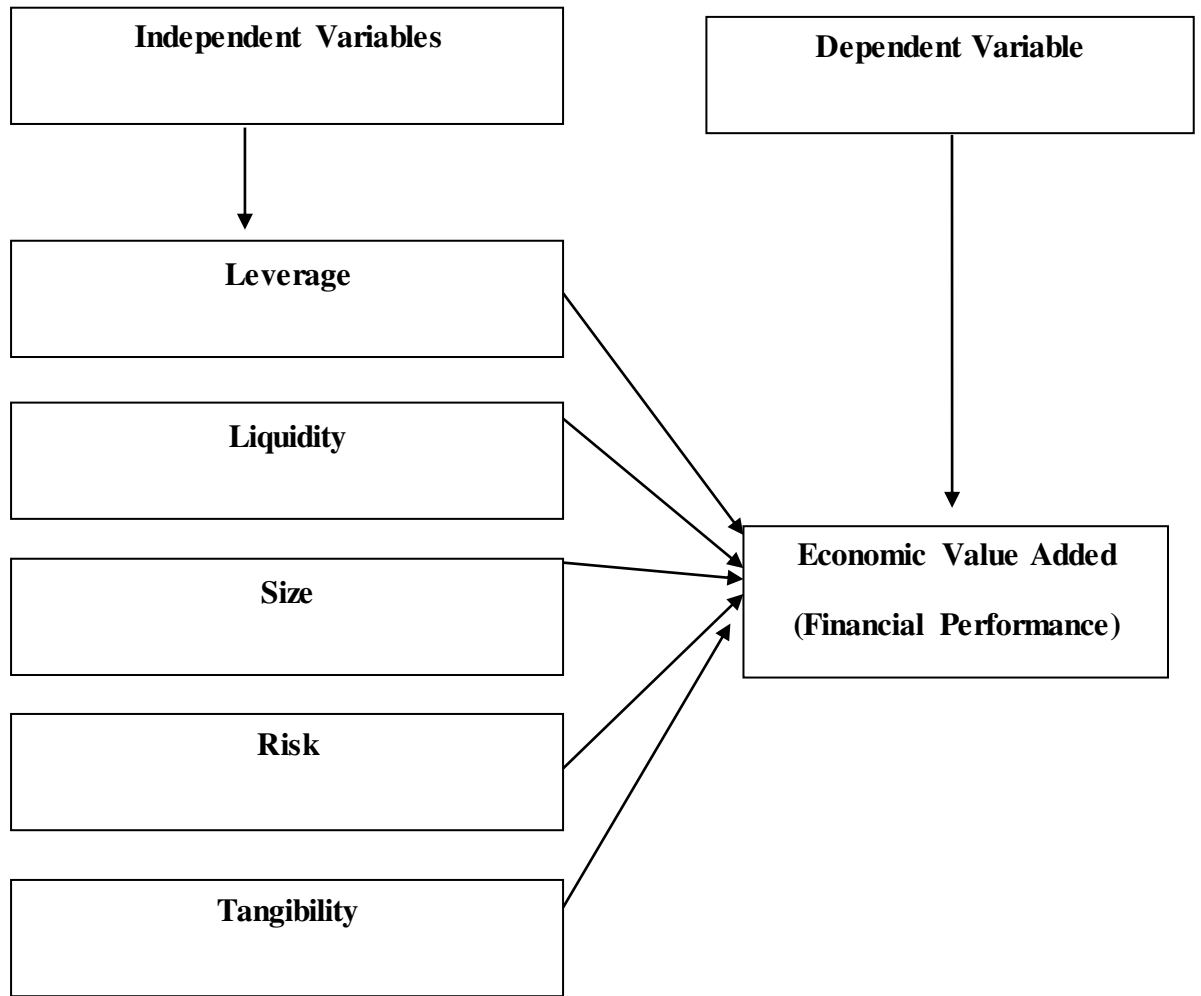 Independent Variables
Dependent Variable
Leverage
Liquidity
Size
Risk
Tangibility
Economic Value Added
(Financial Performance)